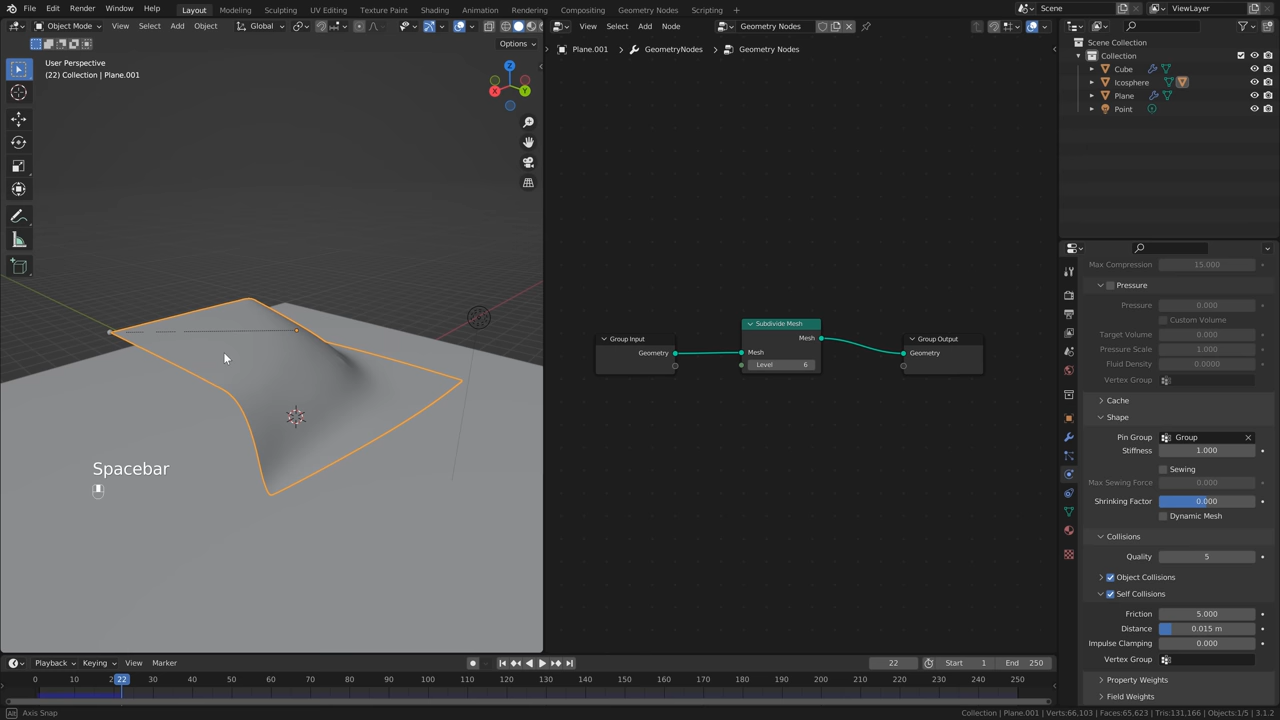 File Edit Render Window Help
Layout Modeling Sculpting UV Editing Texture Paint Shading Animation Rendering Compositing Geometry Nodes Scripting
Scene
ViewLayer
Object Mode View Select Add Object Global
Options
User Perspective
(22) Collection | Plane.001
Z
X
Y
View Select Add Node
Geometry Nodes
Plane.001 GeometryNodes Geometry Nodes
Group Input
Geometry
Subdivide Mesh
Mesh
Mesh
Level 6
Group Output
Geometry
Spacebar
Scene Collection
Collection
Cube
Icosphere
Plane
Point
Max Compression 15.000
Pressure
Pressure 0.000
Custom Volume
Target Volume 0.000
Pressure Scale 1.000
Fluid Density 0.0000
Vertex Group
Cache
Shape
Pin Group Group
Stiffness 1.000
Sewing
Max Sewing Force 0.000
Shrinking Factor 0.000
Dynamic Mesh
Collisions
Quality 5
Object Collisions
Self Collisions
Friction 5.000
Distance 0.015 m
Impulse Clamping 0.000
Vertex Group
Property Weights
Field Weights
Playback Keying View Marker
22
Start 1
End 250
0 10 22 30 40 50 60 70 80 90 100 110 120 130 140 150 160 170 180 190 200 210 220 230 240 250
Alt Axis Snap
Collection | Plane.001 | Verts:66,103 | Faces:65,623 | Tris:131,166 | Objects:1/5 | 3.1.2